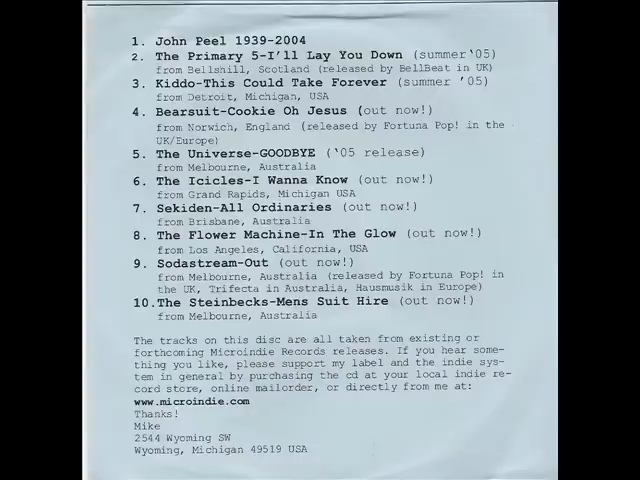 1. John Peel 1939-2004
2. The Primary 5-I'll Lay You Down (summer '05)
from Bellshill, Scotland (released by BellBeat in UK)
3. Kiddo-This Could Take Forever (summer '05)
from Detroit, Michigan, USA
4. Bearsuit-Cookie Oh Jesus (out now!)
from Norwich, England (released by Fortuna Pop! in the
UK/Europe)
5. The Universe-GOODBYE ('05 release)
from Melbourne, Australia
6. The Icicles-I Wanna Know (out now!)
from Grand Rapids, Michigan USA
7. Sekiden-All Ordinaries (out now!)
from Brisbane, Australia
8. The Flower Machine-In The Glow (out now!)
from Los Angeles, California, USA
9. Sodastream-Out (out now!)
from Melbourne, Australia (released by Fortuna Pop! in
the UK, Trifecta in Australia, Hausmusik in Europe)
10.The Steinbecks-Mens Suit Hire (out now!)
from Melbourne, Australia
The tracks on this disc are all taken from existing or
forthcoming Microindie Records releases. If you hear some-
thing you like, please support my label and the indie sys-
tem in general by purchasing the cd at your local indie re-
cord store, online mailorder, or directly from me at:
www.microindie.com
Thanks!
Mike
2544 Wyoming SW
Wyoming, Michigan 49519 USA